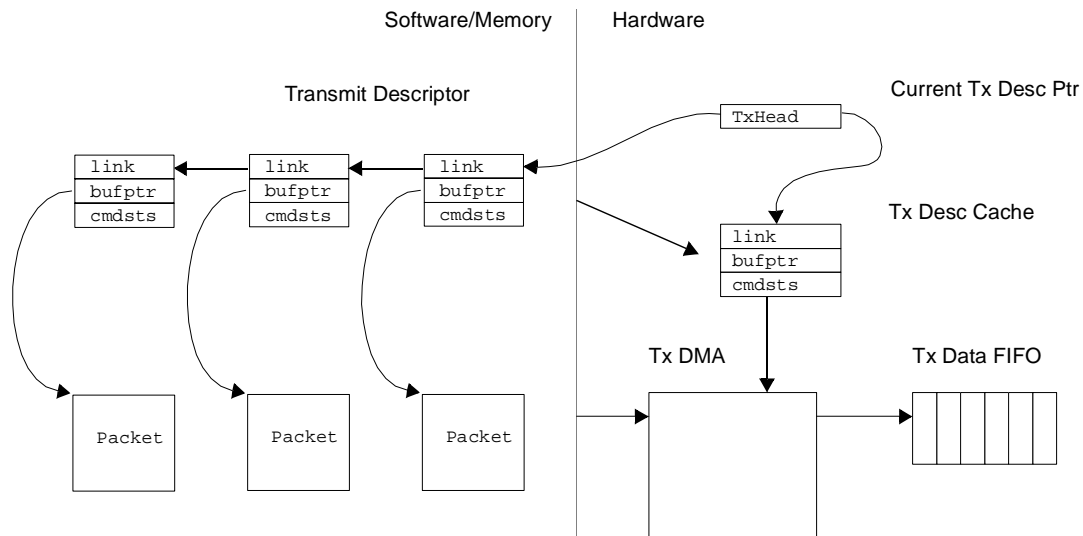 Software/Memory
Hardware
Transmit Descriptor
Current Tx Desc Ptr
TxHead
link
bufptr
cmdsts
link
bufptr
cmdsts
link
bufptr
cmdsts
Tx Desc Cache
link
bufptr
cmdsts
Tx DMA
Tx Data FIFO
Packet
Packet
Packet